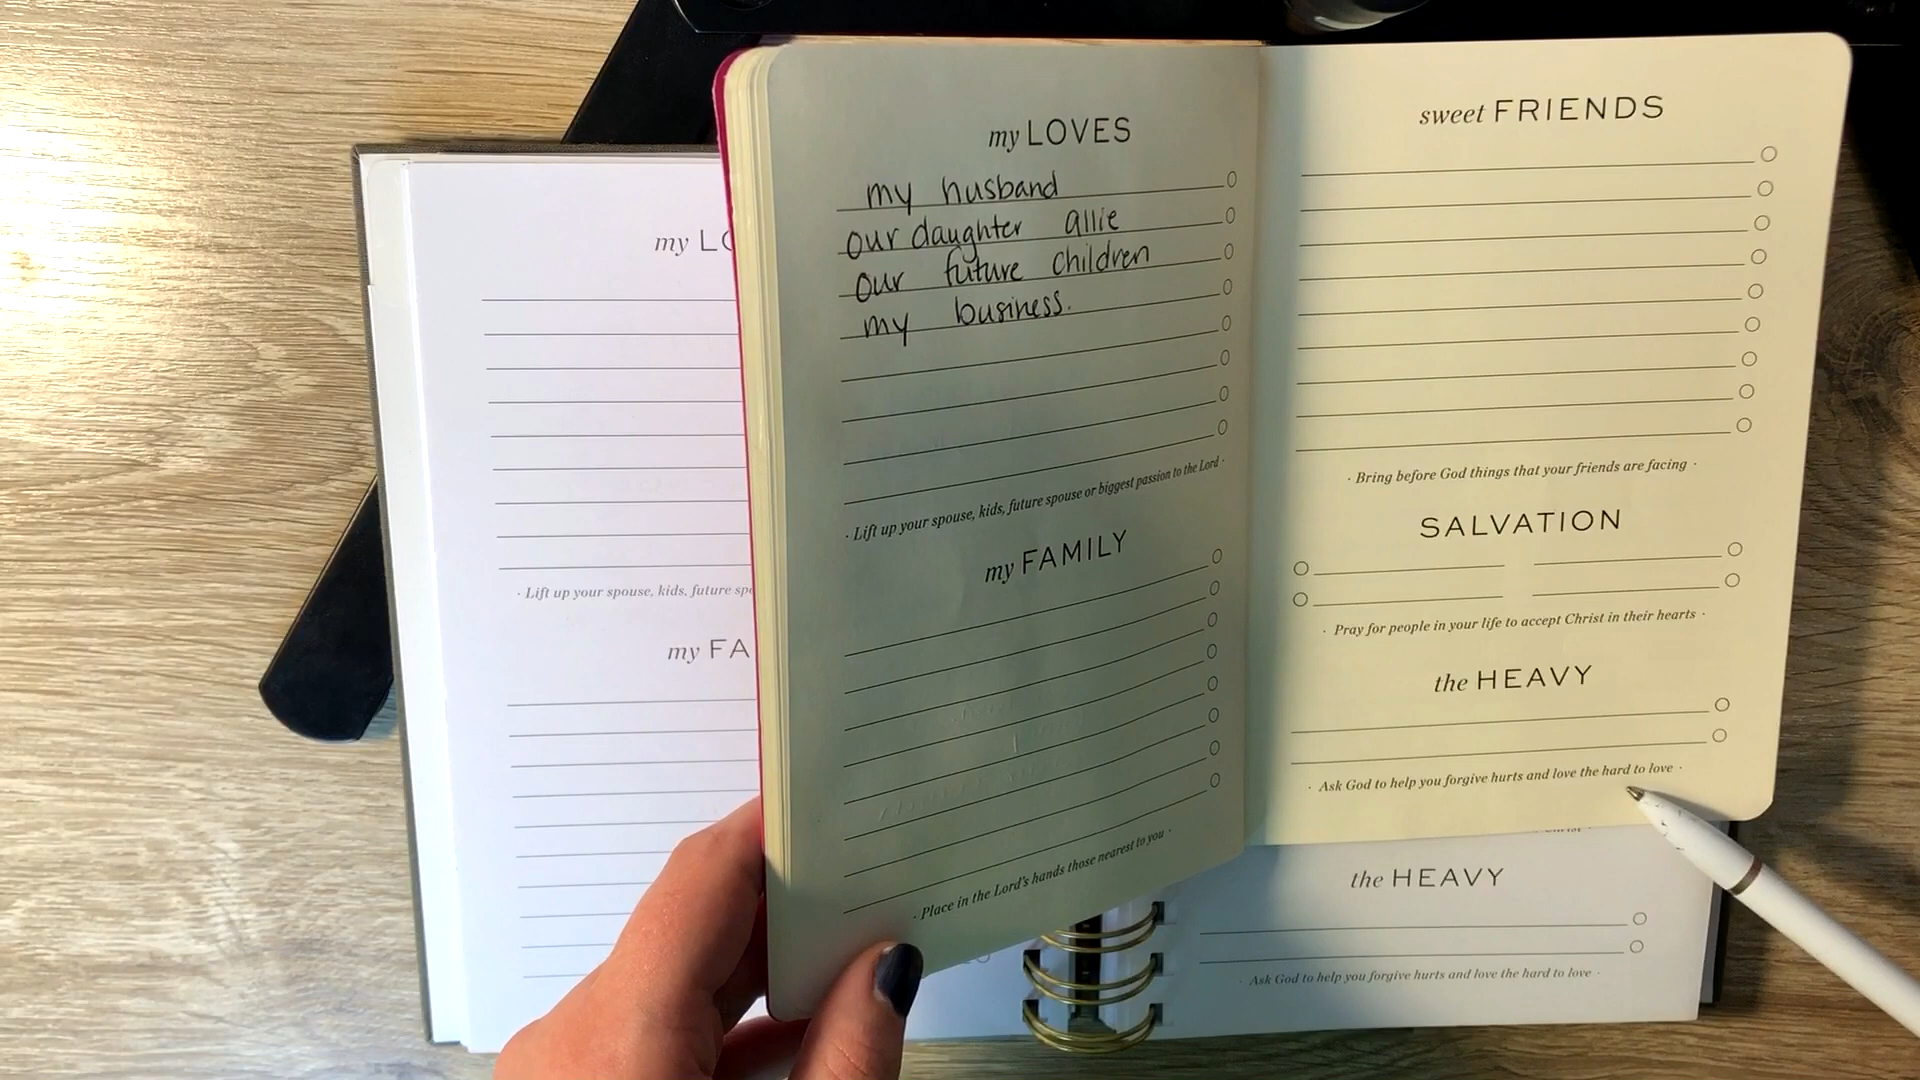 my LOVES
my husband
our daughter allie
our future children
my business.
· Lift up your spouse, kids, future spouse or biggest passion to the Lord ·
my FAMILY
· Place in the Lord's hands those nearest to you ·
sweet FRIENDS
· Bring before God things that your friends are facing ·
SALVATION
· Pray for people in your life to accept Christ in their hearts ·
the HEAVY
· Ask God to help you forgive hurts and love the hard to love ·
my
· Lift up your spouse, kids, future
my
Christ ·
the HEAVY
· Ask God to help you forgive hurts and love the hard to love ·